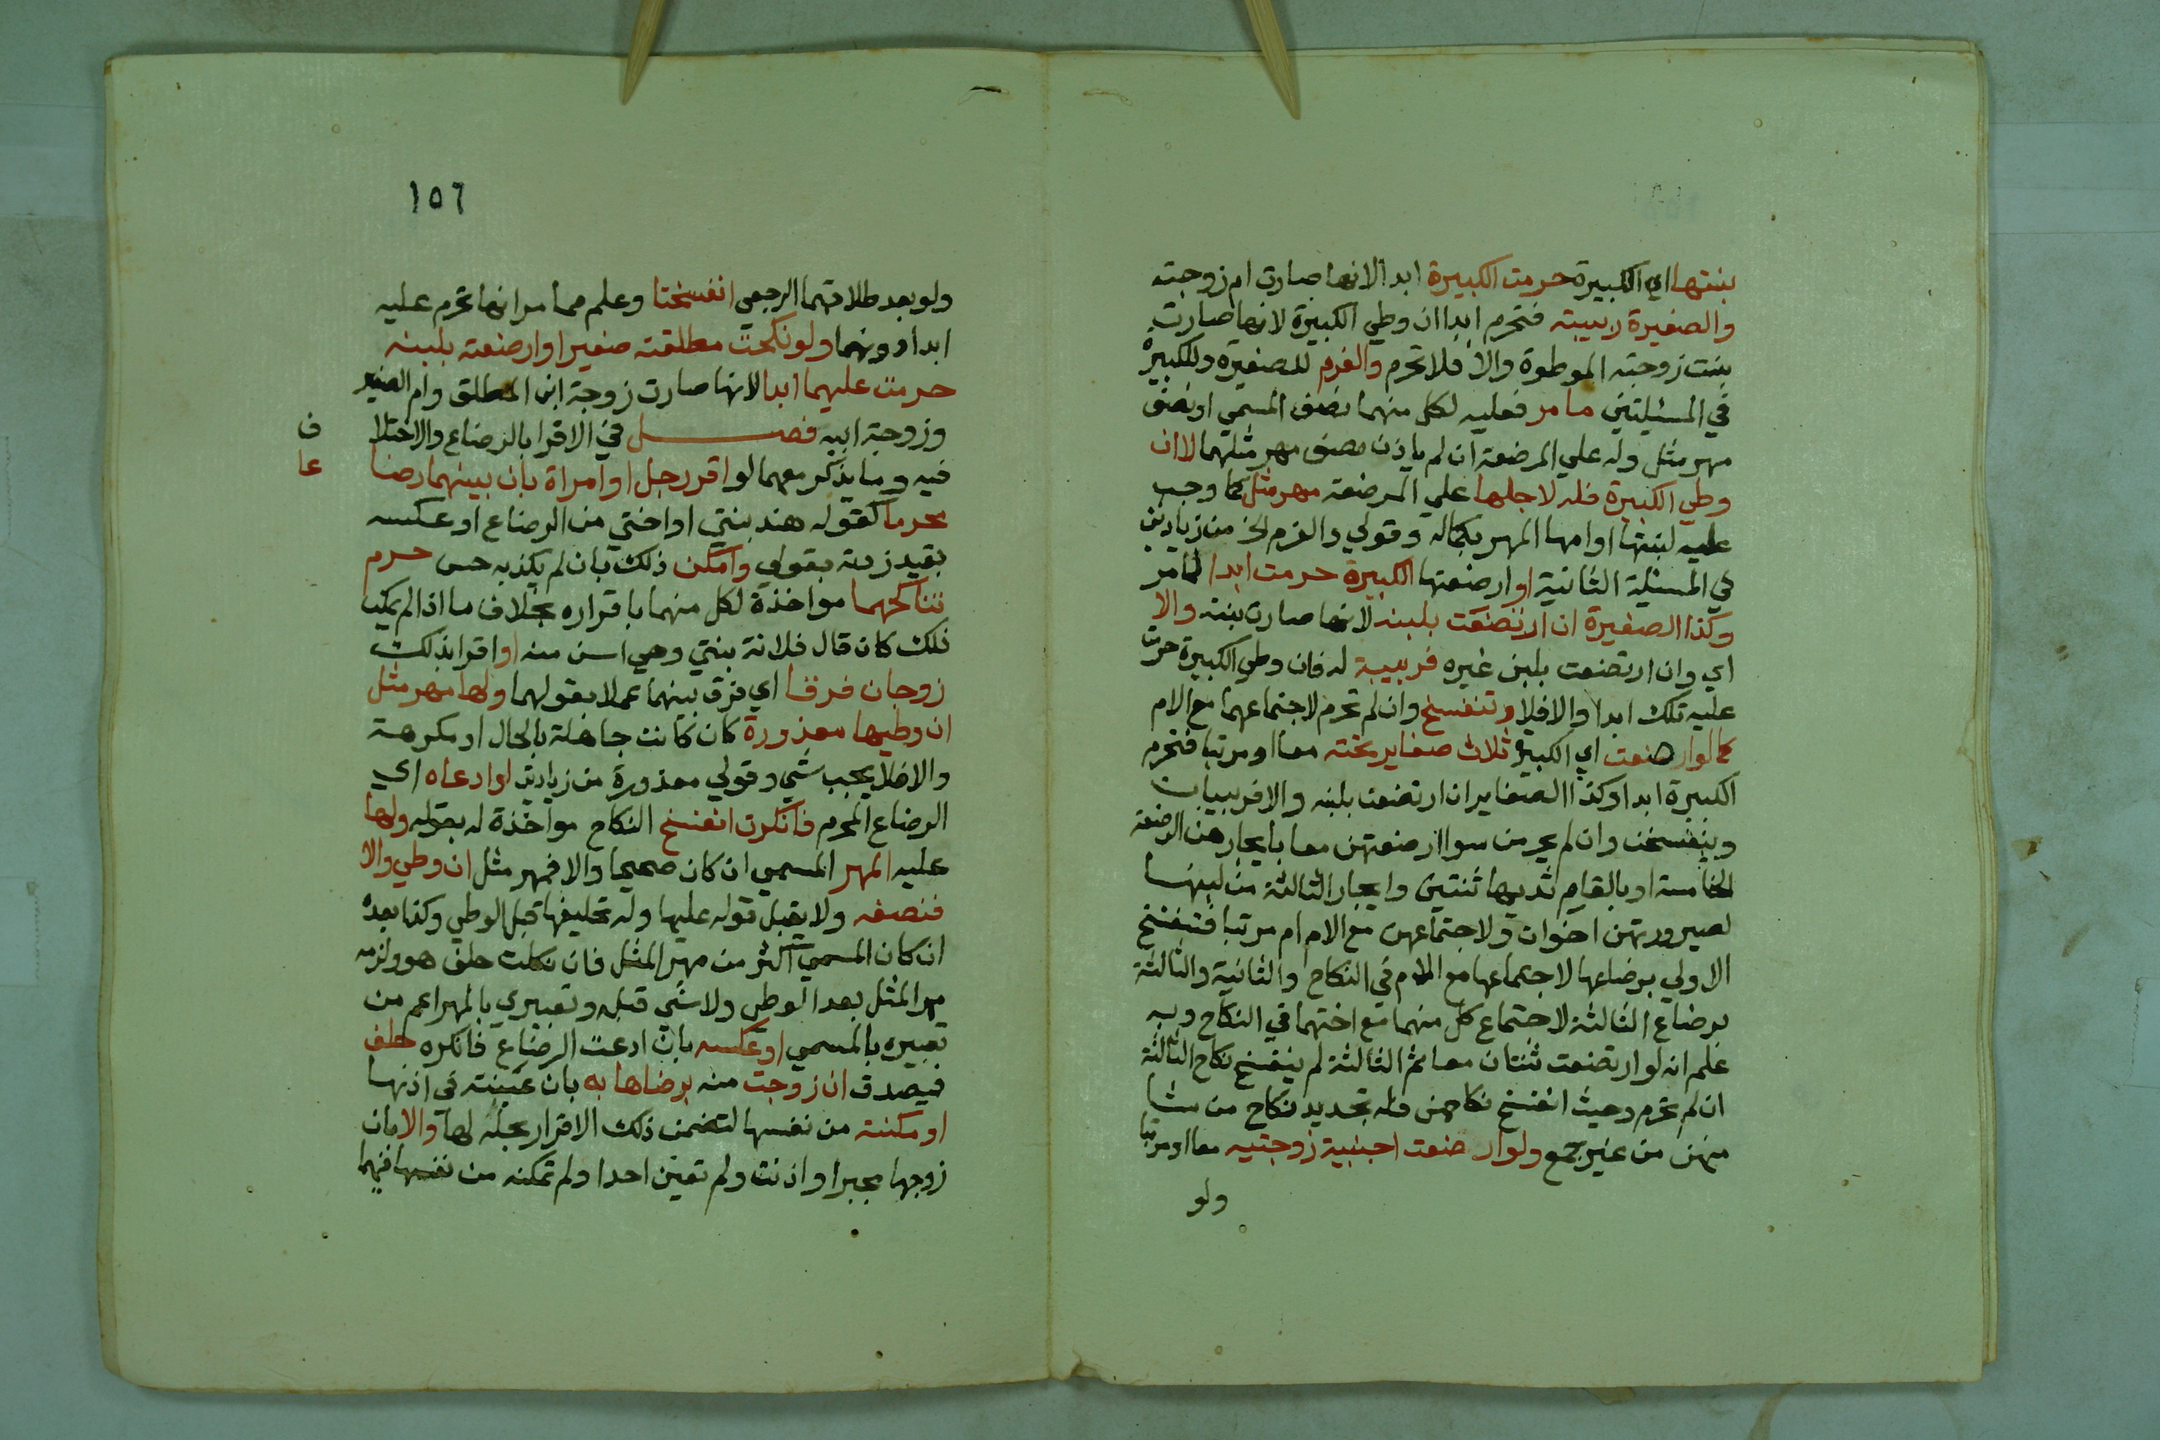 بنتها اي الكبيرة حرمت الكبيرة ابدا لانها صارت ام زوجته
والصغيرة ربيبته فتحرم ابدا ان وطي الكبيرة لانها صارت
بنت زوجته الموطوة والا فلا تحرم والغرم للصغيرة وللكبيرة
في المسئلتين ما مر فعليه لكل منهما نصف المسمي او نصف
مهر مثل وله علي المرضعة ان لم ياذن نصف مهر مثلهما لا ان
وطي الكبيرة فله لاجلها علي المرضعة مهر مثل كما وجب
عليه لبنتها او امها المهر بكماله وقولي والغرم الخ من زيادتي
في المسئلة الثانية او ارضعتها الكبيرة حرمت ابدا لما مر
وكذا الصغيرة ان ارتضعت بلبنه لانها صارت بنته والا
اي وان ارتضعت بلبن غيره فربيبة له فان وطي الكبيرة حرمت
عليه تلك ابدا والا فلا وتنفسخ وان لم تحرم لاجتماعهما مع الام
كما لو ارضعت اي الكبيرة ثلاث صغاير تحته معا او مرتبا فتحرم
الكبيرة ابدا وكذا الصغاير ان ارتضعن بلبنه والا فربيبات
وينفسخن وان لم يحرمن سوا ارضعتهن معا بايجارهن الرضعة
الخامسة او بالقام ثديها ثنتين وايجار الثالثة من لبنها
لصيرورتهن اخوات ولاجتماعهن مع الام ام مرتبا فتنفسخ
الاولي برضاعها لاجتماعها مع الام في النكاح والثانية والثالثة
برضاع الثالثة لاجتماع كل منهما مع اختهما في النكاح وبه
علم انه لو ارتضعت ثنتان معا ثم الثالثة لم ينفسخ نكاح الثالثة
ان لم تحرم وحيث انفسخ نكاحهن فله تجديد نكاح من شا
منهن من غير جمع ولو ارضعت اجنبية زوجتيه معا او مرتبا
ولو
١٥٦
ولو بعد طلاقهما الرجعي انفسختا وعلم مما مر انها تحرم عليه
ابدا دونهما ولو نكحت مطلقته صغيرا وارضعته بلبنه
حرمت عليهما ابدا لانها صارت زوجة ابن المطلق وام الصغير
وزوجة ابيه فصل في الاقرار بالرضاع والاختلا ف
فيه وما يذكر معهما لو اقر رجل او امراة بان بينهما رضا عا
محرما كقوله هند بنتي او اختي من الرضاع او عكسه
بقيد زدته بقولي وامكن ذلك بان لم يكذبه حس حرم
تناكحهما مواخذة لكل منهما باقراره بخلاف ما اذا لم يمكن
ذلك كان قال فلانة بنتي وهي اسن منه او اقر ا بذلك
زوجان فرقا اي فرق بينهما عملا بقولهما ولها مهر مثل
ان وطيها معذورة كان كانت جاهلة بالحال او مكرهة
والا فلا يجب شي وقولي معذورة من زيادتي او ادعاه اي
الرضاع المحرم فانكرت انفسخ النكاح مواخذة له بقوله ولها
عليه المهر المسمي ان كان صحيحا والا فمهر مثل ان وطي والا
فنصفه ولا يقبل قوله عليها وله تحليفها قبل الوطي وكذا بعده
ان كان المسمي اكثر من مهر المثل فان نكلت حلف هو ولزمه
مهر المثل بعد الوطي ولا شي قبله وتعبيري بالمهر اعم من
تعبيره بالمسمي او عكسه بان ادعت الرضاع فانكره حلف
فيصدق ان زوجت منه برضاها به بان عينته في اذنها
او مكنته من نفسها لتضمن ذلك الاقرار بحله لها والا بان
زوجها مجبر او اذنت ولم تعين احدا ولم تمكنه من نفسها فيهما